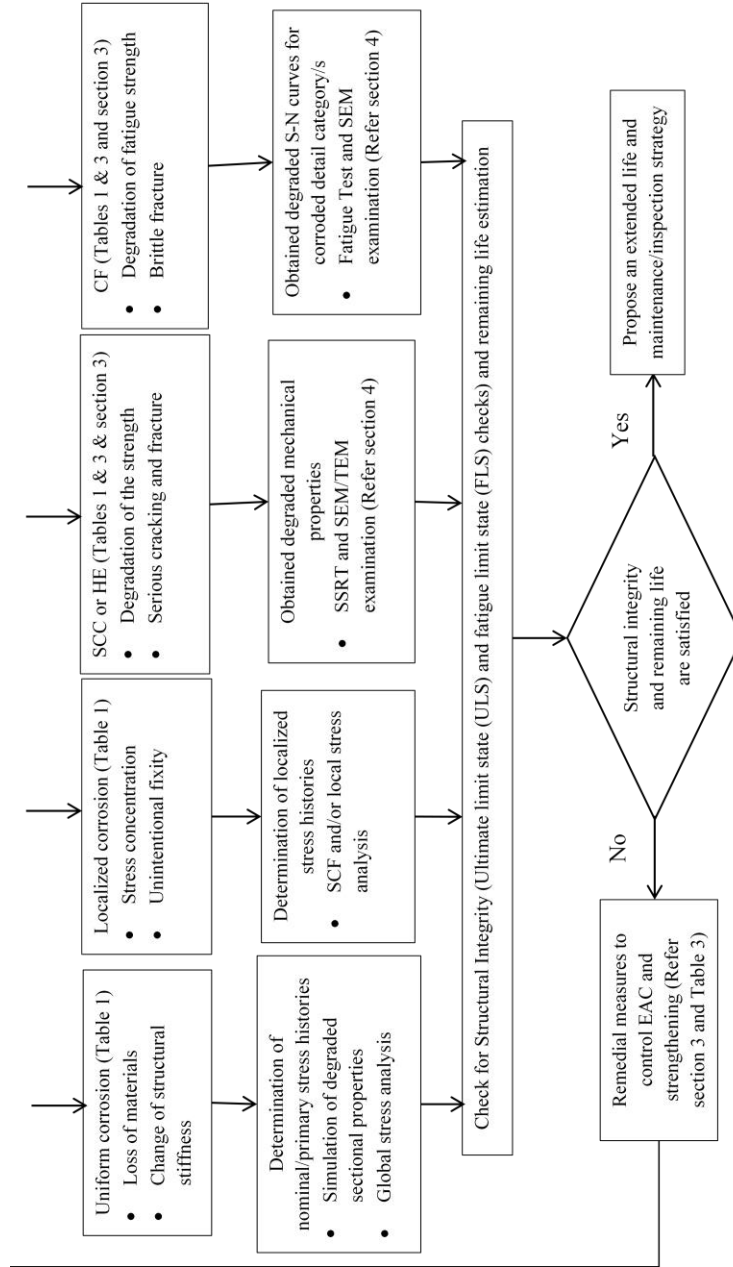 Uniform corrosion (Table 1)
• Loss of materials
• Change of structural
stiffness
Localized corrosion (Table 1)
• Stress concentration
• Unintentional fixity
SCC or HE (Tables 1 & 3 & section 3)
• Degradation of the strength
• Serious cracking and fracture
CF (Tables 1 & 3 and section 3)
• Degradation of fatigue strength
• Brittle fracture
Determination of
nominal/primary stress histories
• Simulation of degraded
sectional properties
• Global stress analysis
Determination of localized
stress histories
• SCF and/or local stress
analysis
Obtained degraded mechanical
properties
• SSRT and SEM/TEM
examination (Refer section 4)
Obtained degraded S-N curves for
corroded detail category/s
• Fatigue Test and SEM
examination (Refer section 4)
Check for Structural Integrity (Ultimate limit state (ULS) and fatigue limit state (FLS) checks) and remaining life estimation
No
Yes
Remedial measures to
control EAC and
strengthening (Refer
section 3 and Table 3)
Structural integrity
and remaining life
are satisfied
Propose an extended life and
maintenance/inspection strategy